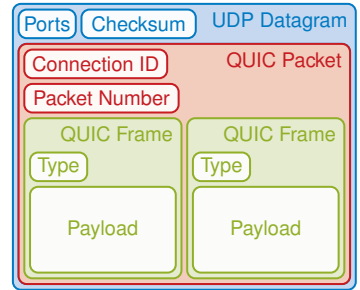 Ports Checksum UDP Datagram
Connection ID QUIC Packet
Packet Number
QUIC Frame QUIC Frame
Type Type
Payload Payload